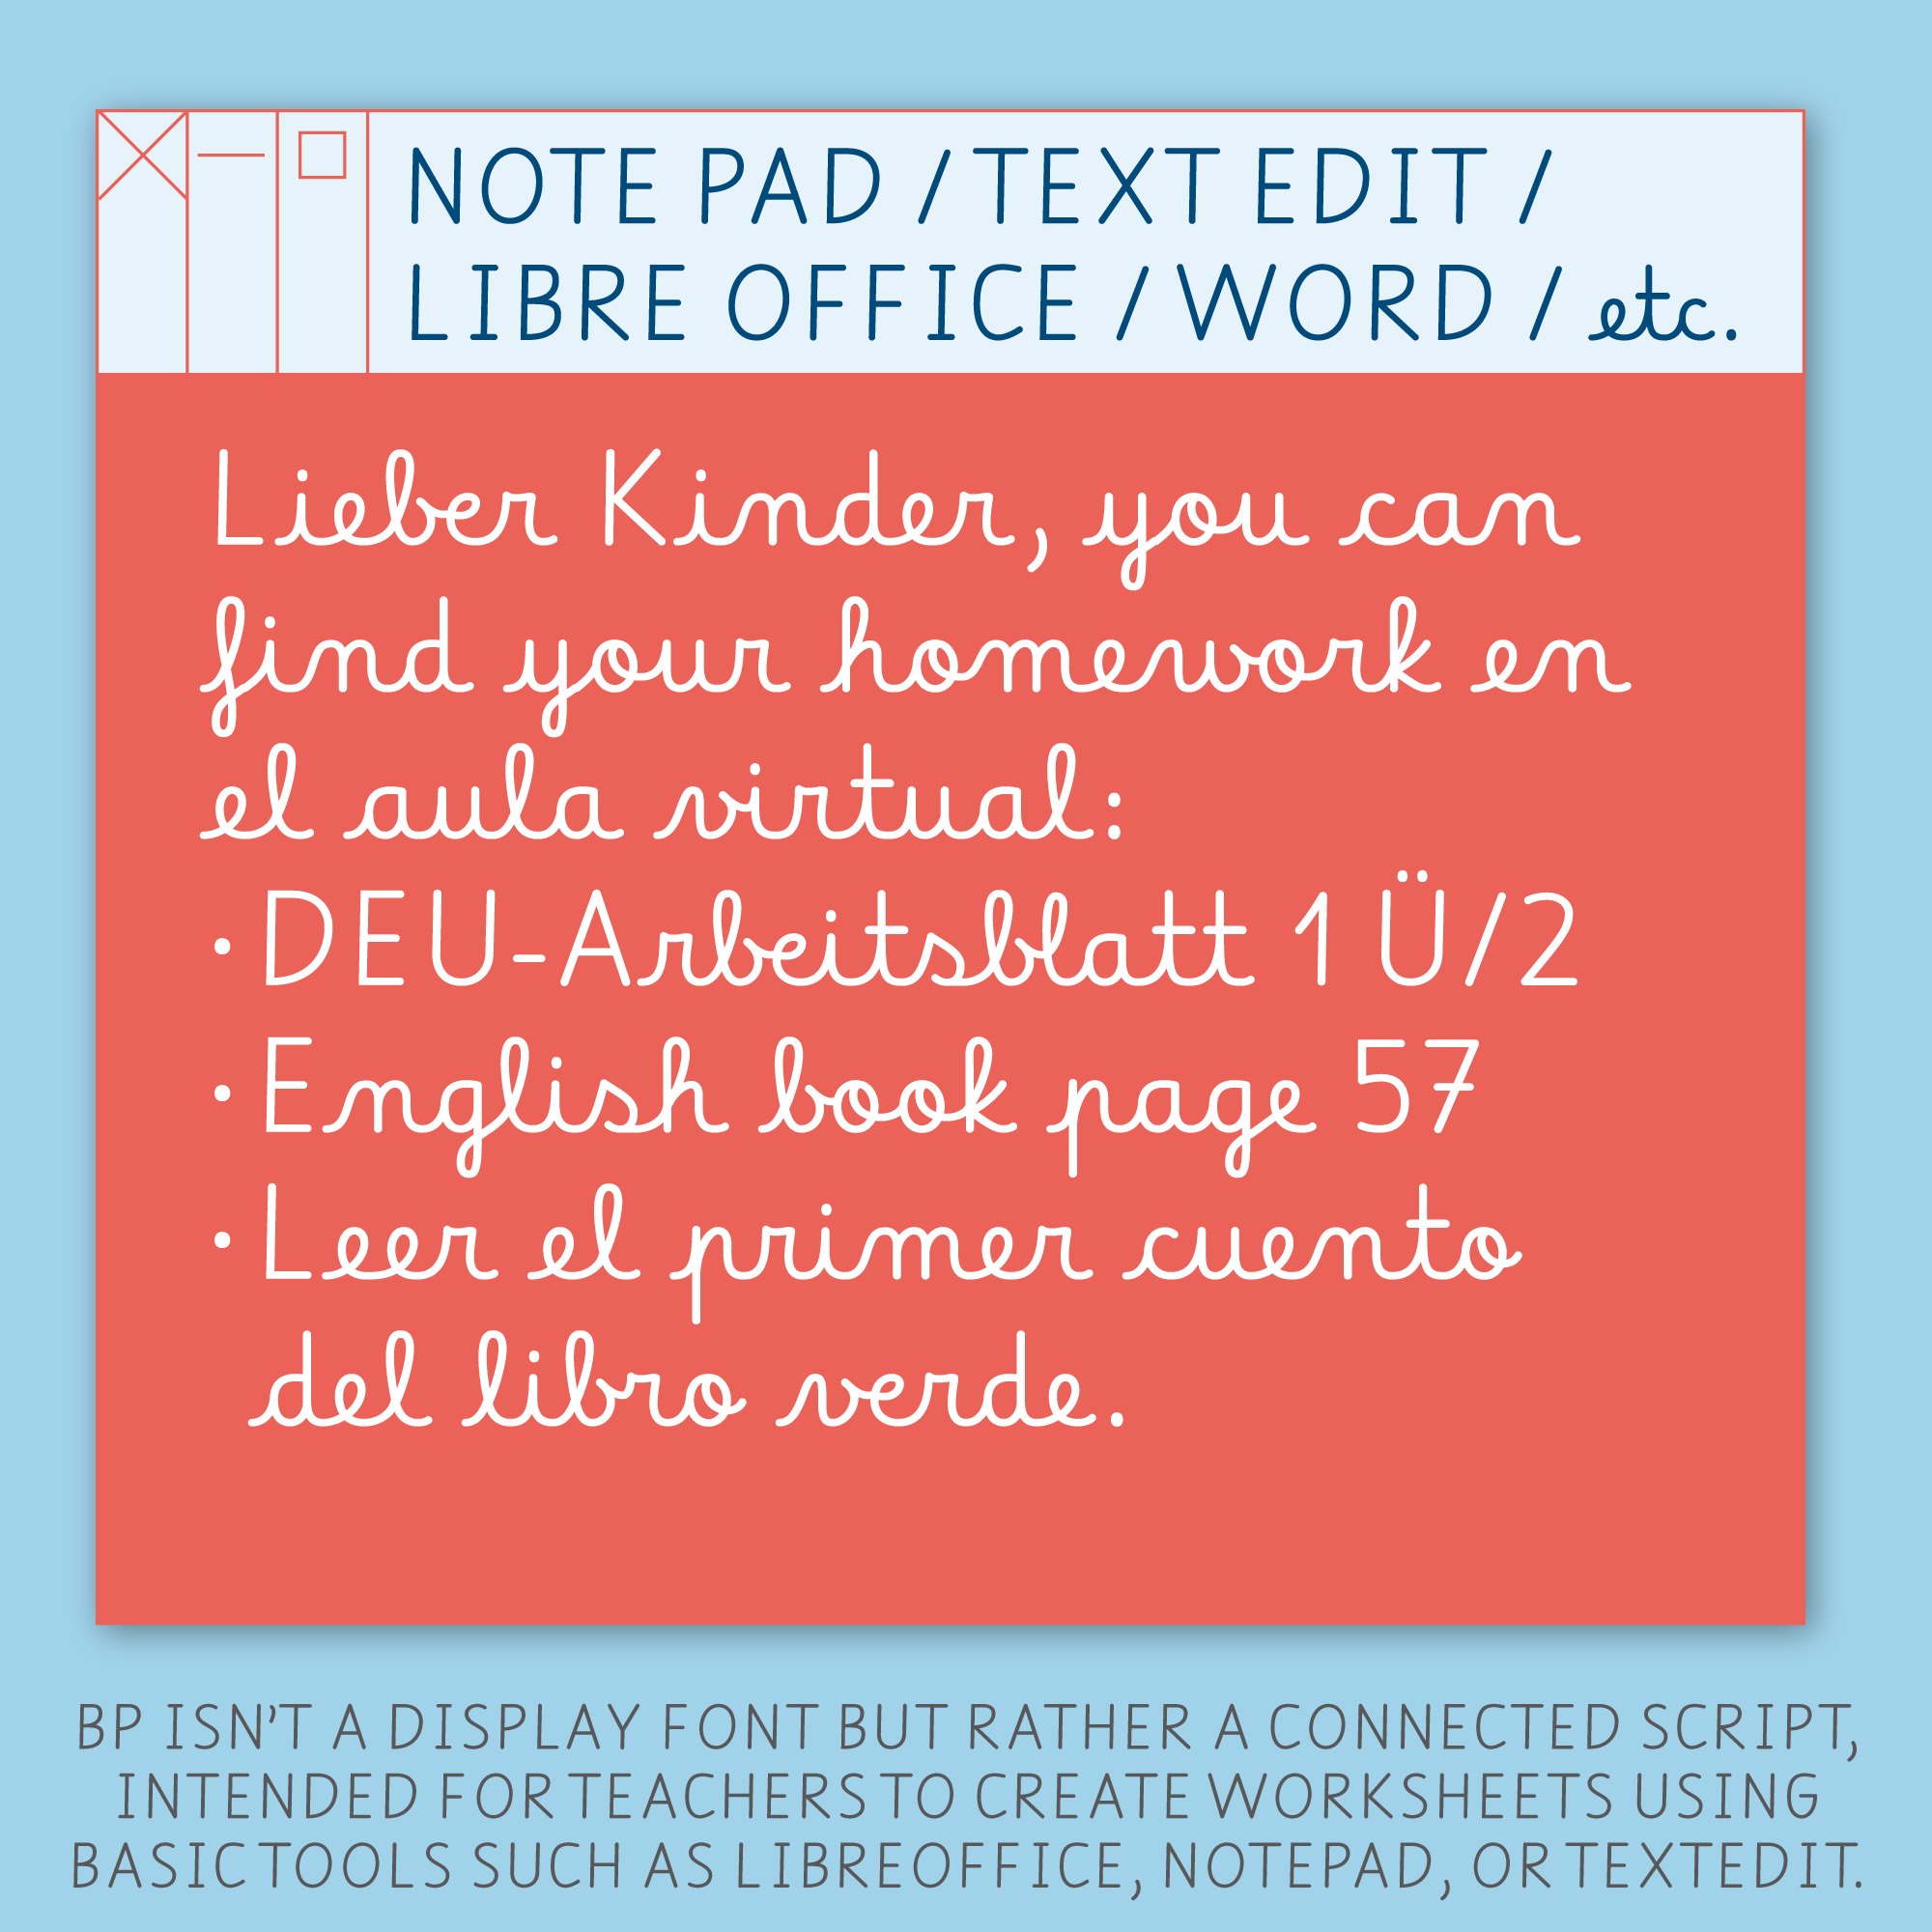 NOTE PAD / TEXT EDIT /
LIBRE OFFICE / WORD / etc.
Lieber Kinder, you can
find your homework en
el aula virtual:
· DEU-Arbeitsblatt 1 Ü/2
· English book page 57
· Leer el primer cuento
del libro verde.
BP ISN'T A DISPLAY FONT BUT RATHER A CONNECTED SCRIPT,
INTENDED FOR TEACHERS TO CREATE WORKSHEETS USING
BASIC TOOLS SUCH AS LIBREOFFICE, NOTEPAD, OR TEXTEDIT.